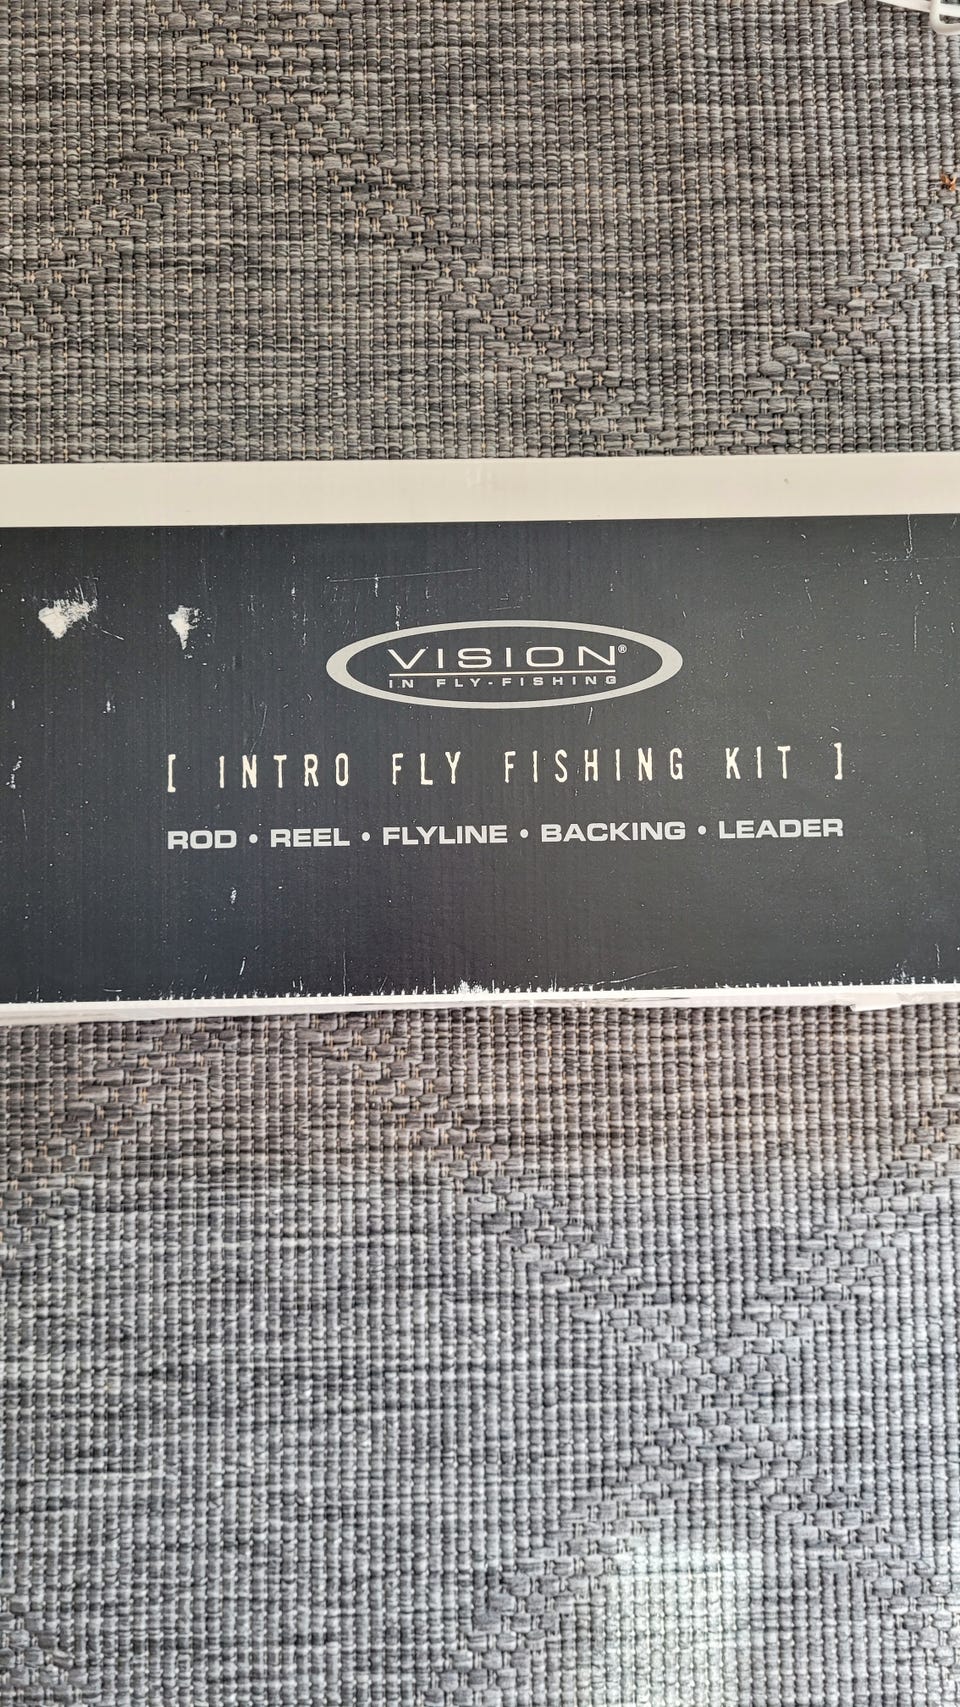 VISION®
IN FLY-FISHING
[ INTRO FLY FISHING KIT ]
ROD • REEL • FLYLINE • BACKING • LEADER